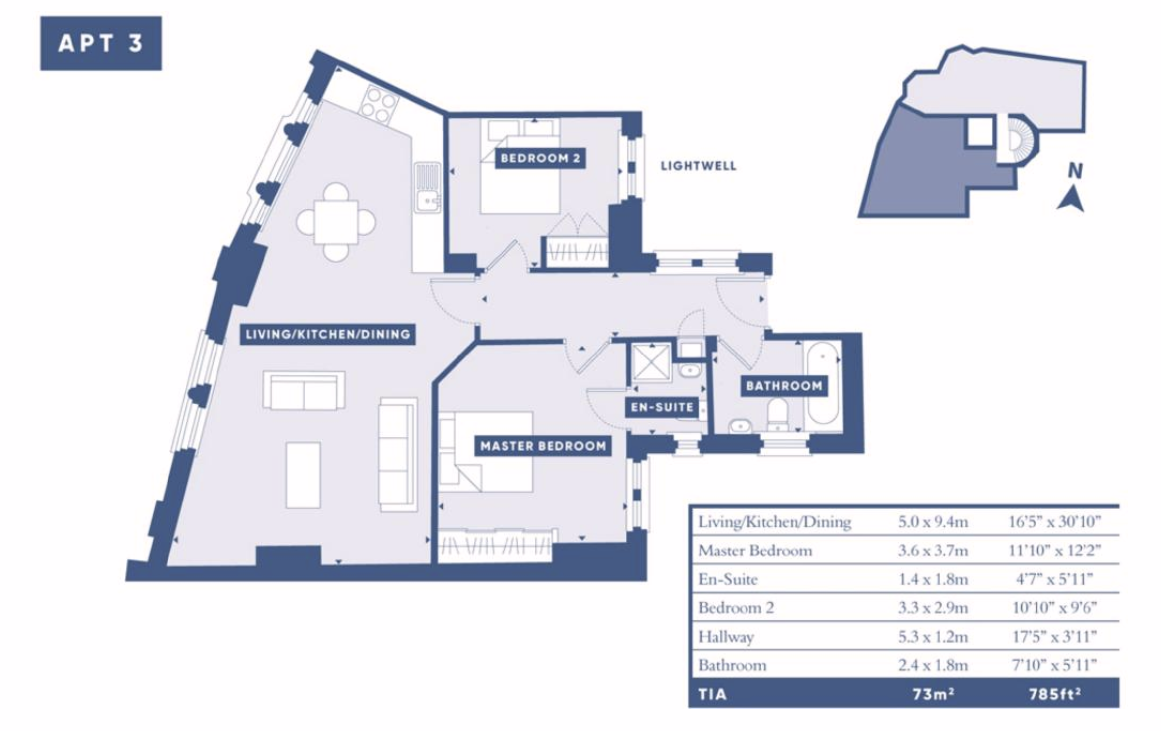 APT 3
BEDROOM 2
LIGHTWELL
N
LIVING/KITCHEN/DINING
BATHROOM
EN-SUITE
MASTER BEDROOM
Living/Kitchen/Dining 5.0 x 9.4m 16'5" x 30'10"
Master Bedroom 3.6 x 3.7m 11'10" x 12'2"
En-Suite 1.4 x 1.8m 4'7" x 5'11"
Bedroom 2 3.3 x 2.9m 10'10" x 9'6"
Hallway 5.3 x 1.2m 17'5" x 3'11"
Bathroom 2.4 x 1.8m 7'10" x 5'11"
TIA 73m² 785ft²